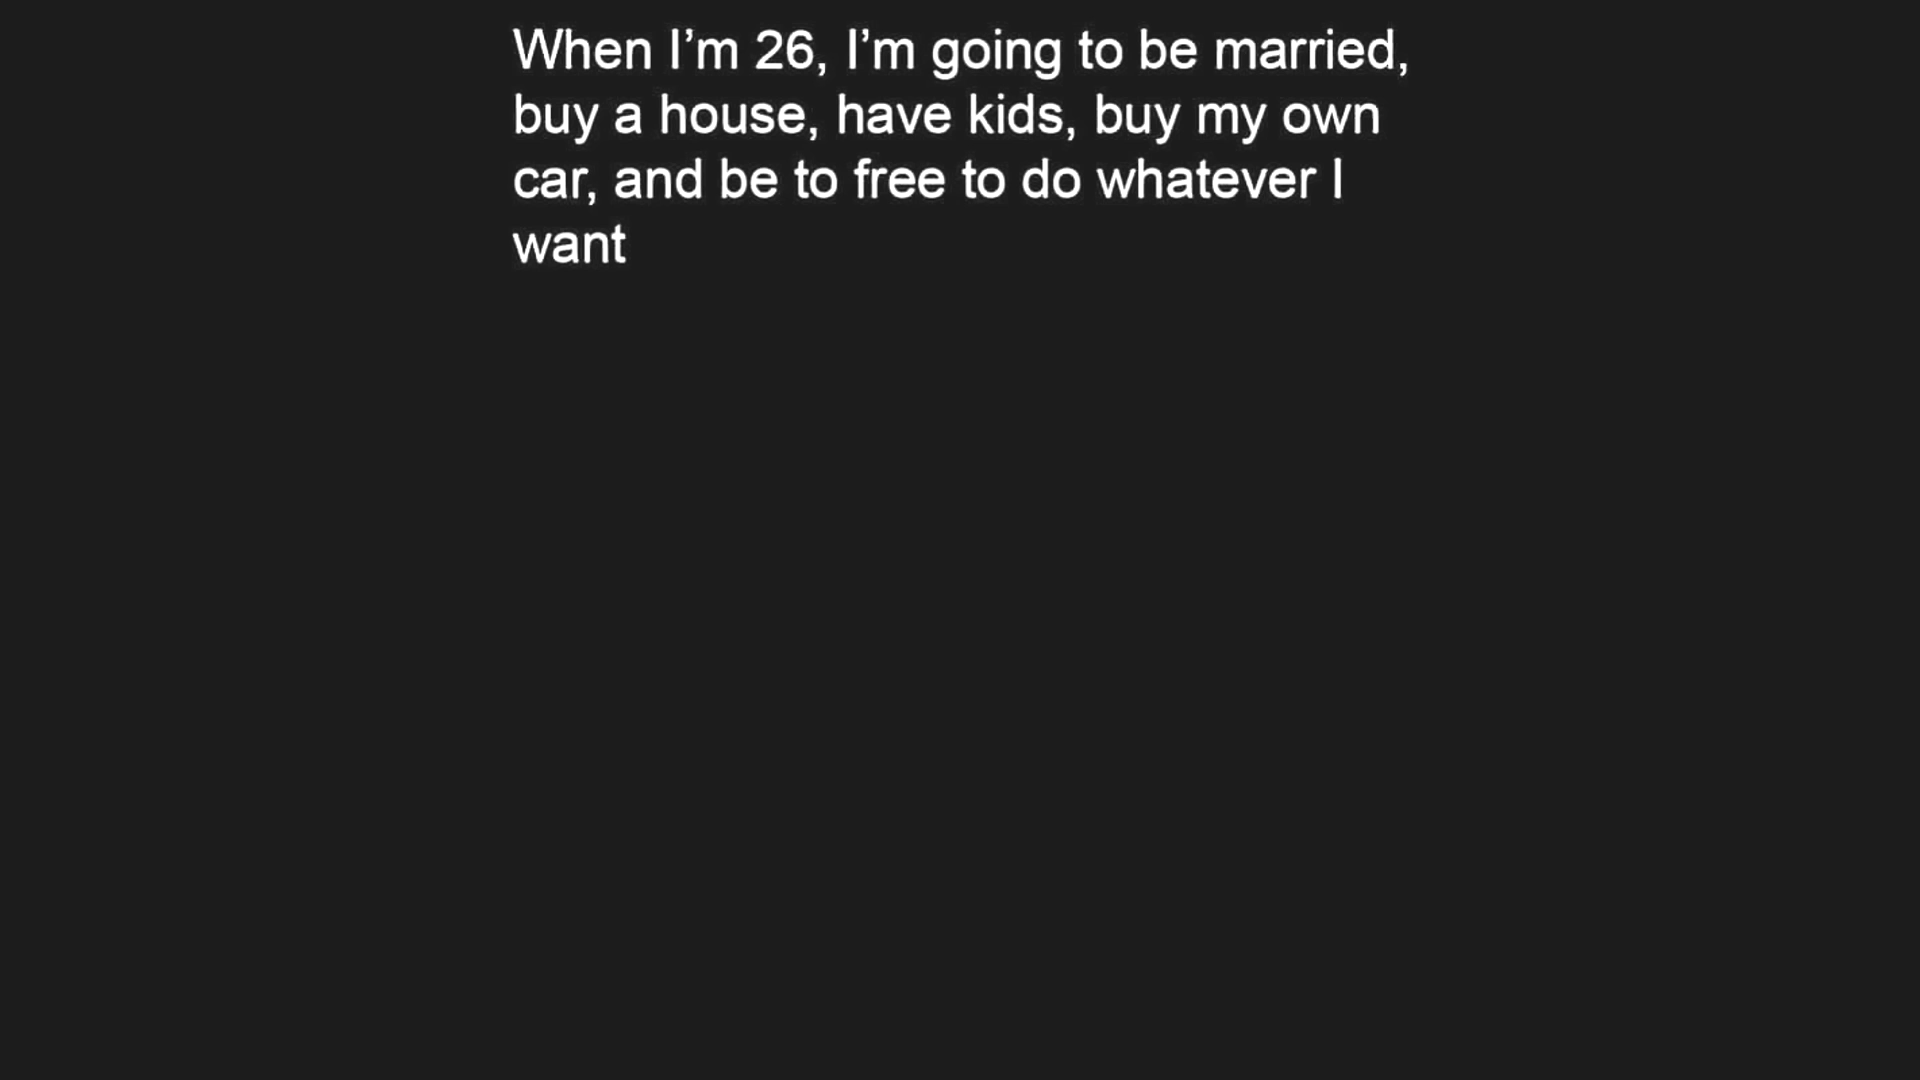 When I’m 26, I’m going to be married,
buy a house, have kids, buy my own
car, and be to free to do whatever I
want